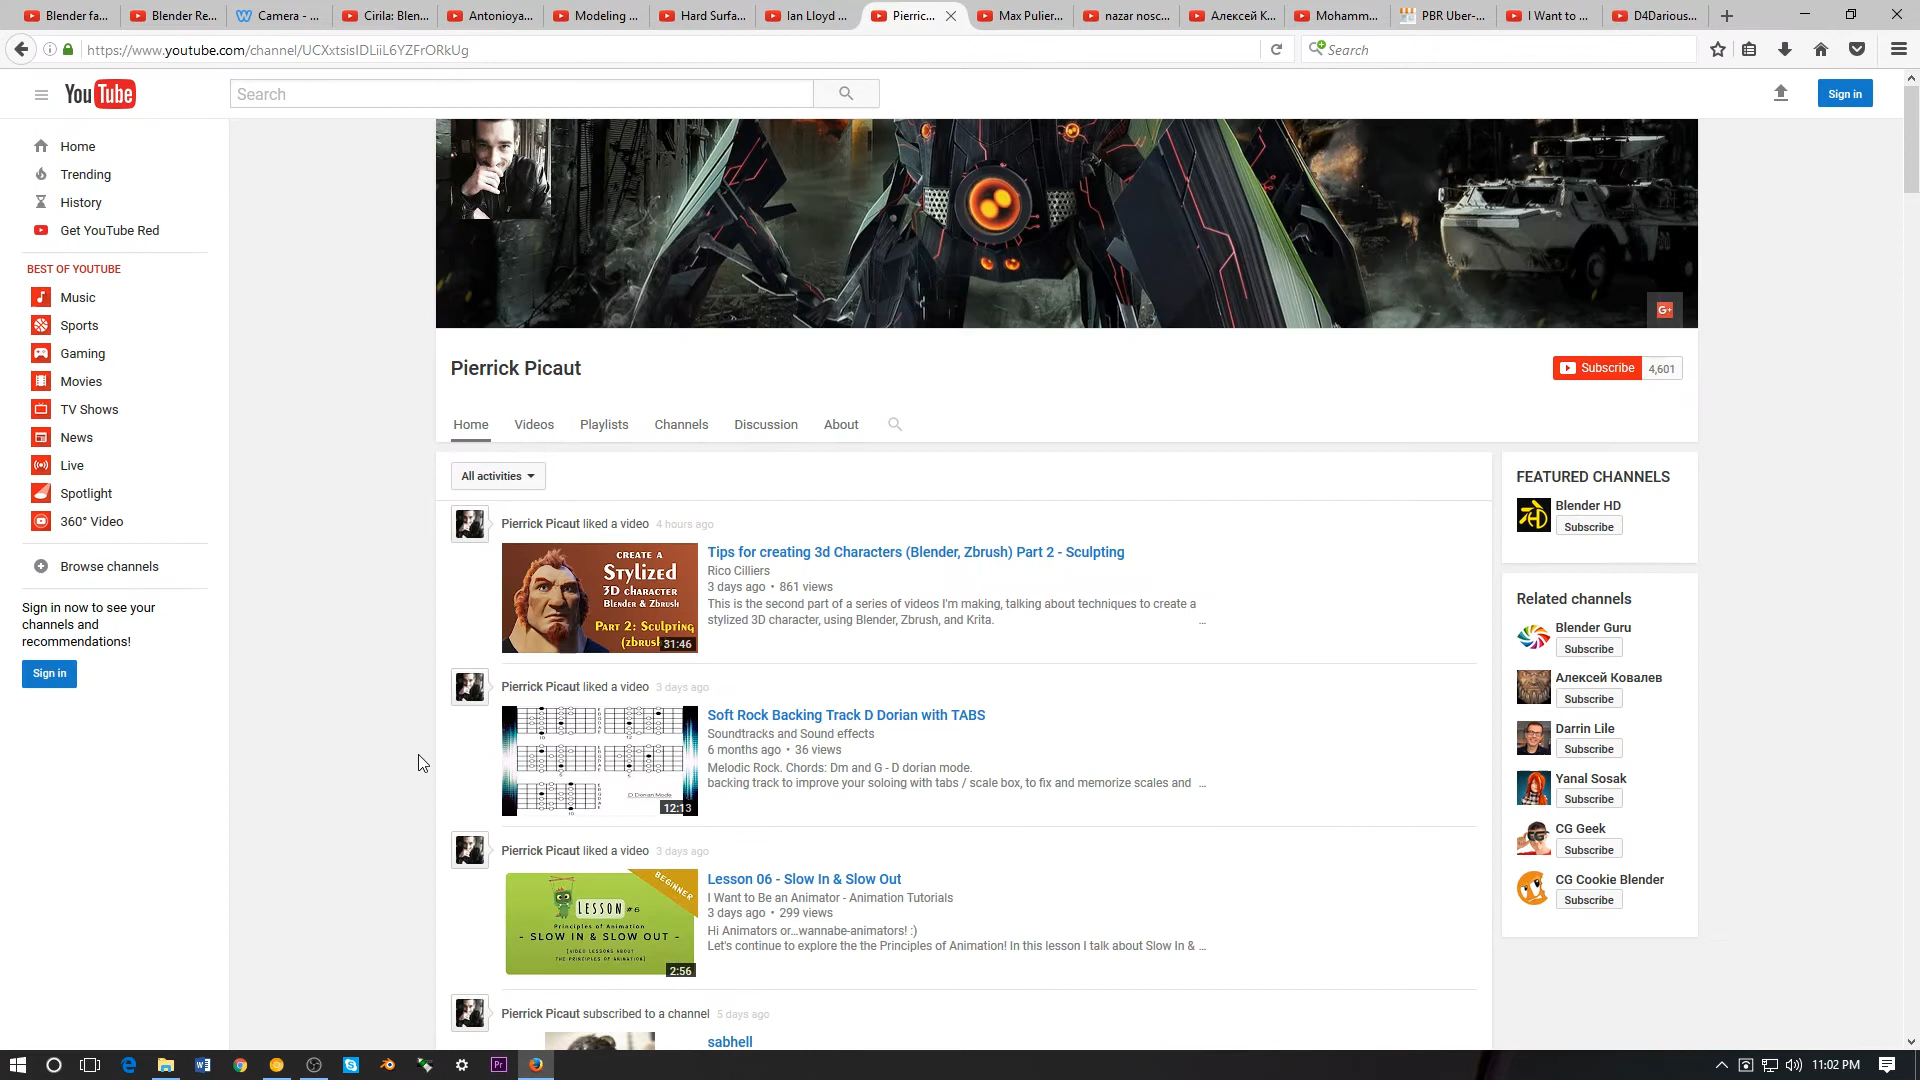 Blender fa...
Blender Re...
Camera - ...
Cirila: Blen...
Antonioya...
Modeling ...
Hard Surfa...
Ian Lloyd ...
Pierric...
Max Pulier...
nazar nosc...
Алексей К...
Mohamm...
PBR Uber-...
I Want to ...
D4Darious...
https://www.youtube.com/channel/UCXxtsisIDLiiL6YZFrORkUg
Search
YouTube
Search
Sign in
Home
Trending
History
Get YouTube Red
BEST OF YOUTUBE
Music
Sports
Gaming
Movies
TV Shows
News
Live
Spotlight
360° Video
Browse channels
Sign in now to see your
channels and
recommendations!
Sign in
G+
Pierrick Picaut
Subscribe 4,601
Home Videos Playlists Channels Discussion About
All activities
Pierrick Picaut liked a video 4 hours ago
CREATE A
STYLIZED
3D CHARACTER
BLENDER & ZBRUSH
PART 2: SCULPTING
(ZBRUSH
31:46
Tips for creating 3d Characters (Blender, Zbrush) Part 2 - Sculpting
Rico Cilliers
3 days ago • 861 views
This is the second part of a series of videos I'm making, talking about techniques to create a
stylized 3D character, using Blender, Zbrush, and Krita. ...
Pierrick Picaut liked a video 3 days ago
D Dorian Mode
12:13
Soft Rock Backing Track D Dorian with TABS
Soundtracks and Sound effects
6 months ago • 36 views
Melodic Rock. Chords: Dm and G - D dorian mode.
backing track to improve your soloing with tabs / scale box, to fix and memorize scales and ...
Pierrick Picaut liked a video 3 days ago
BEGINNER
LESSON #6
Principles of Animation
- SLOW IN & SLOW OUT -
[VIDEO LESSONS ABOUT
THE PRINCIPLES OF ANIMATION]
2:56
Lesson 06 - Slow In & Slow Out
I Want to Be an Animator - Animation Tutorials
3 days ago • 299 views
Hi Animators or...wannabe-animators! :)
Let's continue to explore the the Principles of Animation! In this lesson I talk about Slow In & ...
Pierrick Picaut subscribed to a channel 5 days ago
sabhell
FEATURED CHANNELS
Blender HD
Subscribe
Related channels
Blender Guru
Subscribe
Алексей Ковалев
Subscribe
Darrin Lile
Subscribe
Yanal Sosak
Subscribe
CG Geek
Subscribe
CG Cookie Blender
Subscribe
Pr
11:02 PM